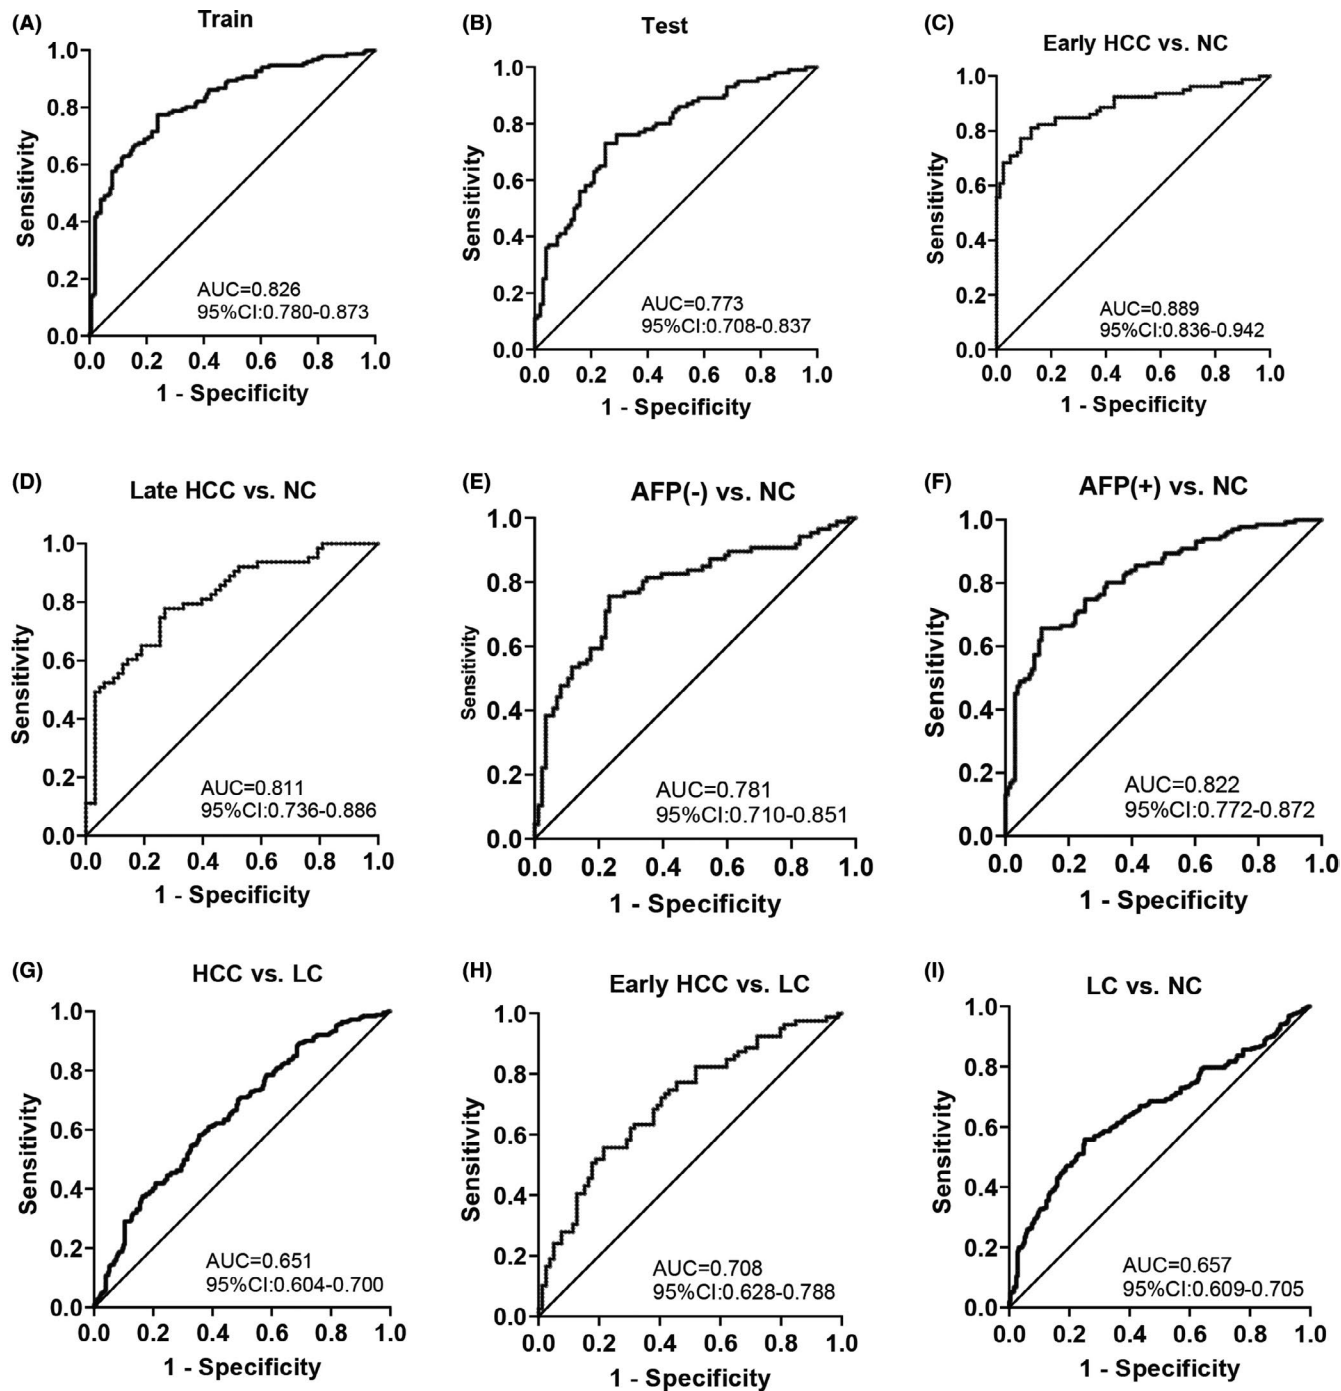 (A)
Train
Sensitivity
1.0
0.8
0.6
0.4
0.2
0.0
AUC=0.826
95%CI:0.780-0.873
0.0 0.2 0.4 0.6 0.8 1.0
1 - Specificity
(B)
Test
Sensitivity
1.0
0.8
0.6
0.4
0.2
0.0
AUC=0.773
95%CI:0.708-0.837
0.0 0.2 0.4 0.6 0.8 1.0
1 - Specificity
(C)
Early HCC vs. NC
Sensitivity
1.0
0.8
0.6
0.4
0.2
0.0
AUC=0.889
95%CI:0.836-0.942
0.0 0.2 0.4 0.6 0.8 1.0
1 - Specificity
(D)
Late HCC vs. NC
Sensitivity
1.0
0.8
0.6
0.4
0.2
0.0
AUC=0.811
95%CI:0.736-0.886
0.0 0.2 0.4 0.6 0.8 1.0
1 - Specificity
(E)
AFP(-) vs. NC
Sensitivity
1.0
0.8
0.6
0.4
0.2
0.0
AUC=0.781
95%CI:0.710-0.851
0.0 0.2 0.4 0.6 0.8 1.0
1 - Specificity
(F)
AFP(+) vs. NC
Sensitivity
1.0
0.8
0.6
0.4
0.2
0.0
AUC=0.822
95%CI:0.772-0.872
0.0 0.2 0.4 0.6 0.8 1.0
1 - Specificity
(G)
HCC vs. LC
Sensitivity
1.0
0.8
0.6
0.4
0.2
0.0
AUC=0.651
95%CI:0.604-0.700
0.0 0.2 0.4 0.6 0.8 1.0
1 - Specificity
(H)
Early HCC vs. LC
Sensitivity
1.0
0.8
0.6
0.4
0.2
0.0
AUC=0.708
95%CI:0.628-0.788
0.0 0.2 0.4 0.6 0.8 1.0
1 - Specificity
(I)
LC vs. NC
Sensitivity
1.0
0.8
0.6
0.4
0.2
0.0
AUC=0.657
95%CI:0.609-0.705
0.0 0.2 0.4 0.6 0.8 1.0
1 - Specificity